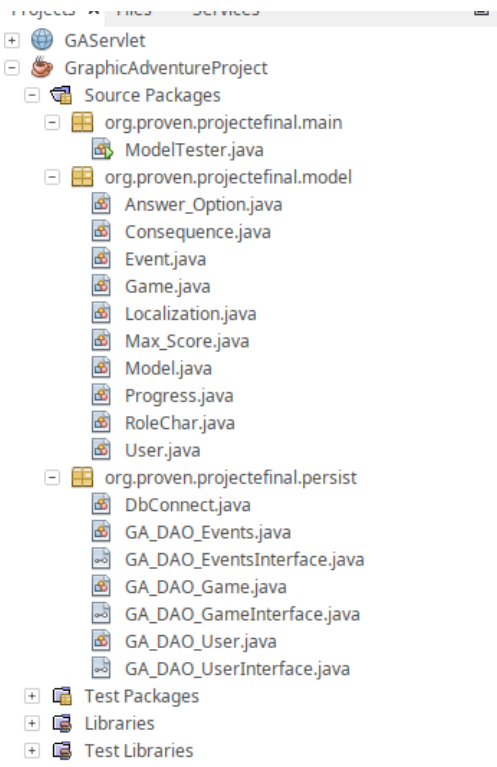 Projects × Files Services
GAServlet
GraphicAdventureProject
Source Packages
org.proven.projectefinal.main
ModelTester.java
org.proven.projectefinal.model
Answer_Option.java
Consequence.java
Event.java
Game.java
Localization.java
Max_Score.java
Model.java
Progress.java
RoleChar.java
User.java
org.proven.projectefinal.persist
DbConnect.java
GA_DAO_Events.java
GA_DAO_EventsInterface.java
GA_DAO_Game.java
GA_DAO_GameInterface.java
GA_DAO_User.java
GA_DAO_UserInterface.java
Test Packages
Libraries
Test Libraries